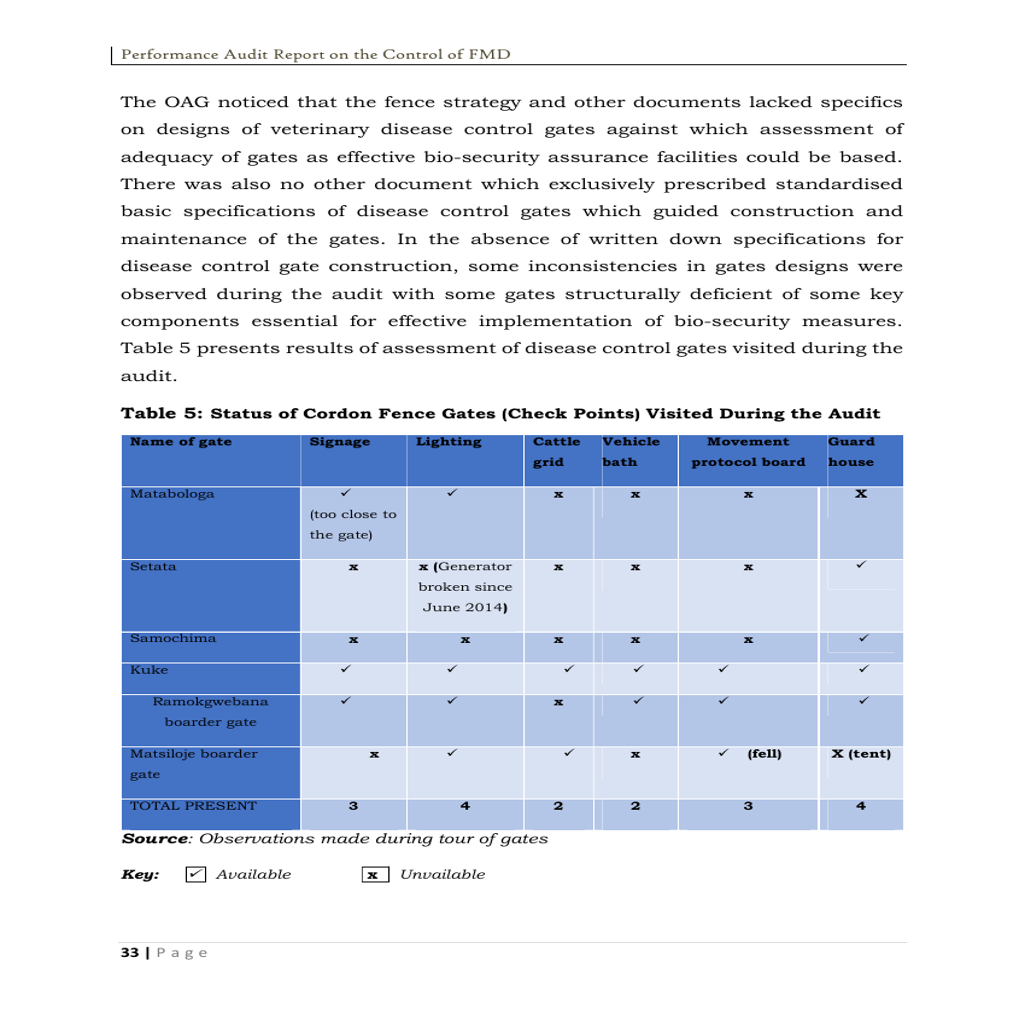 Performance Audit Report on the Control of FMD
The OAG noticed that the fence strategy and other documents lacked specifics
on designs of veterinary disease control gates against which assessment of
adequacy of gates as effective bio-security assurance facilities could be based.
There was also no other document which exclusively prescribed standardised
basic specifications of disease control gates which guided construction and
maintenance of the gates. In the absence of written down specifications for
disease control gate construction, some inconsistencies in gates designs were
observed during the audit with some gates structurally deficient of some key
components essential for effective implementation of bio-security measures.
Table 5 presents results of assessment of disease control gates visited during the
audit.
Table 5: Status of Cordon Fence Gates (Check Points) Visited During the Audit
Name of gate Signage Lighting Cattle grid Vehicle bath Movement protocol board Guard house
Matabologa ✓ (too close to the gate) ✓ x x x X
Setata x x (Generator broken since June 2014) x x x ✓
Samochima x x x x x ✓
Kuke ✓ ✓ ✓ ✓ ✓ ✓
Ramokgwebana boarder gate ✓ ✓ x ✓ ✓ ✓
Matsiloje boarder gate x ✓ ✓ x ✓ (fell) X (tent)
TOTAL PRESENT 3 4 2 2 3 4
Source: Observations made during tour of gates
Key: ✓ Available x Unvailable
33 | Page